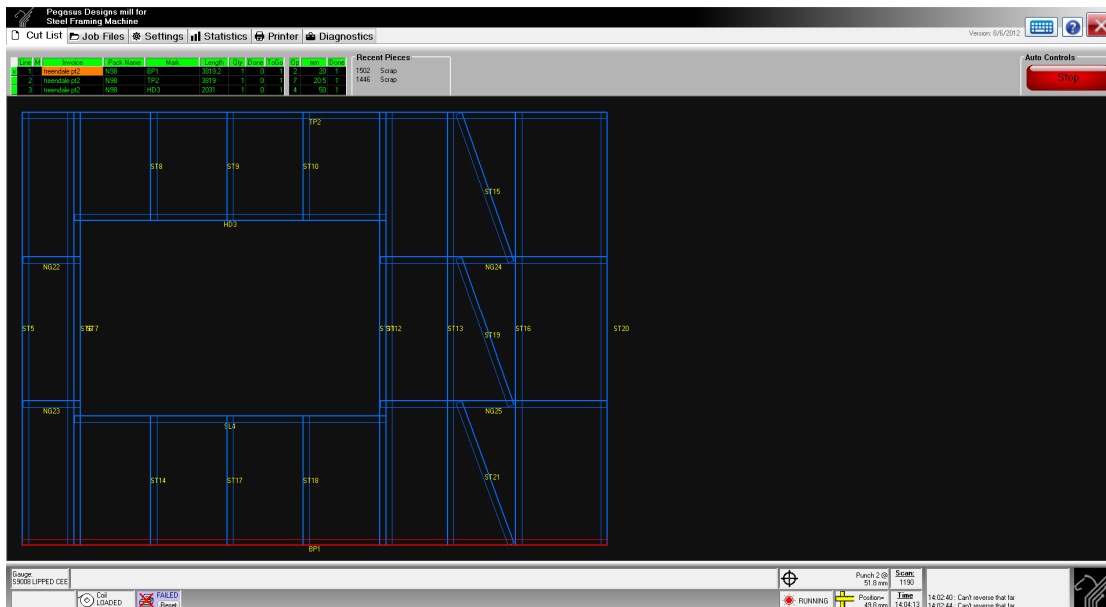 Pegasus Designs mill for
Steel Framing Machine
Cut List Job Files Settings Statistics Printer Diagnostics
Version: 8/6/2012
Line M Invoice Pack Name Mark Length Qty Done ToGo Op mm Done
1 treendale pt2 N98 BP1 3819.2 1 0 1 2 20 1
2 treendale pt2 N98 TP2 3819 1 0 1 7 20.5 1
3 treendale pt2 N98 HD3 2031 1 0 1 4 50 1
Recent Pieces
1502 Scrap
1446 Scrap
Auto Controls
Stop
TP2
ST8 ST9 ST10
ST15
HD3
NG22 NG24
ST5 ST7 ST12 ST13 ST19 ST16 ST20
NG23 NG25
SL4
ST14 ST17 ST18 ST21
BP1
Gauge:
S9008 LIPPED CEE
Coil
LOADED
FAILED
Reset
Punch 2 @
51.8 mm
Scan:
1190
RUNNING
Position=
49.8 mm
Time
14:04:13
14:02:40 : Can't reverse that far
14:02:44 : Can't reverse that far